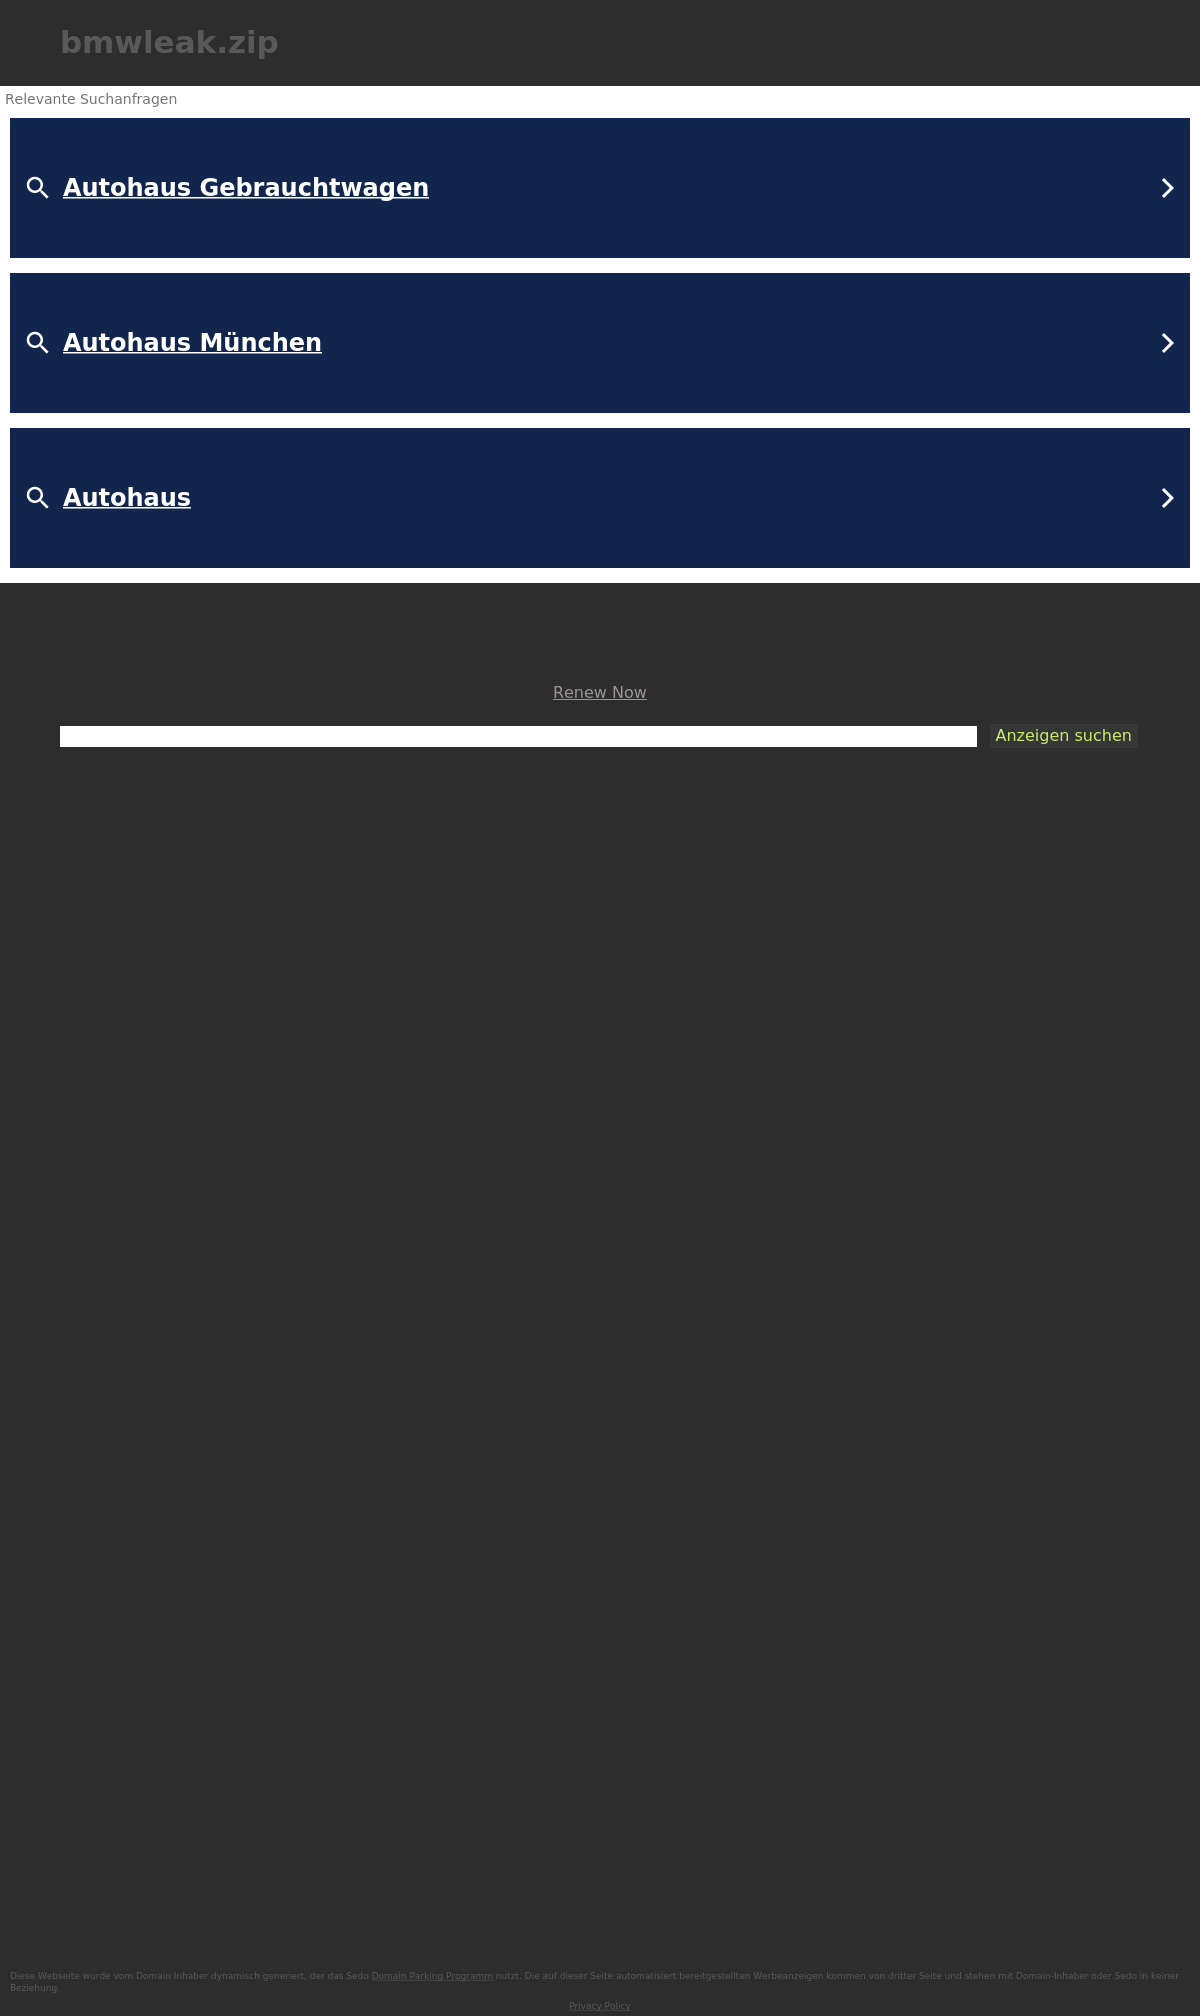 bmwleak.zip
Relevante Suchanfragen
Autohaus Gebrauchtwagen
Autohaus München
Autohaus
Renew Now
Anzeigen suchen
Diese Webseite wurde vom Domain Inhaber dynamisch generiert, der das Sedo Domain Parking Programm nutzt. Die auf dieser Seite automatisiert bereitgestellten Werbeanzeigen kommen von dritter Seite und stehen mit Domain-Inhaber oder Sedo in keiner
Beziehung.
Privacy Policy